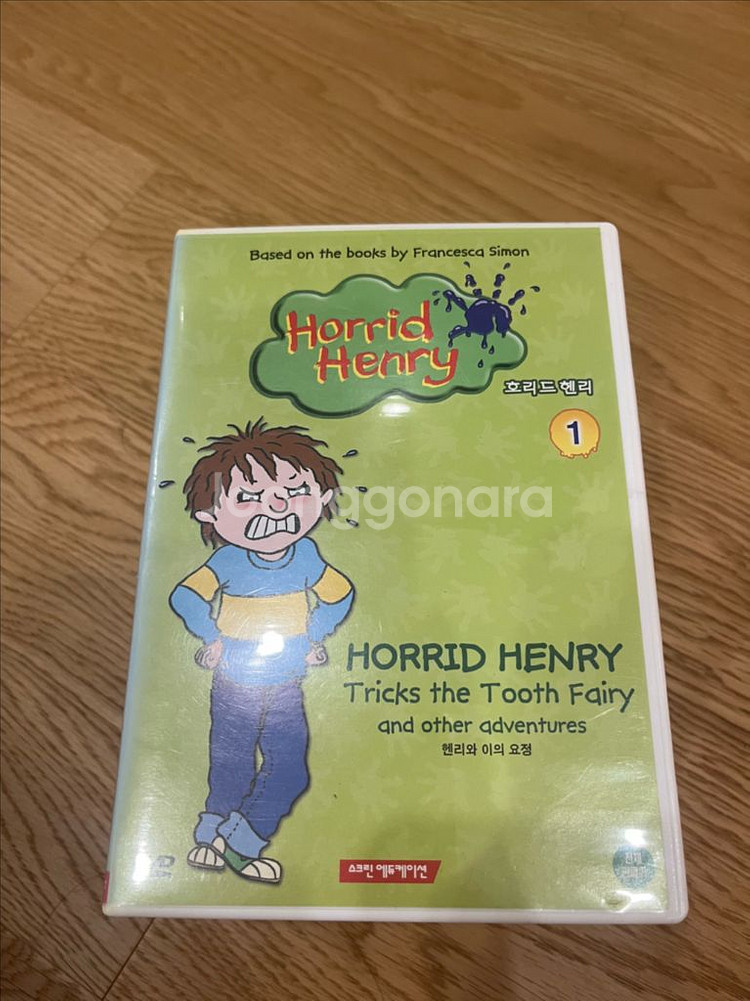 Based on the books by Francesca Simon
Horrid
Henry
호리드 헨리
1
joonggonara
HORRID HENRY
Tricks the Tooth Fairy
and other adventures
헨리와 이의 요정
스크린 에듀케이션